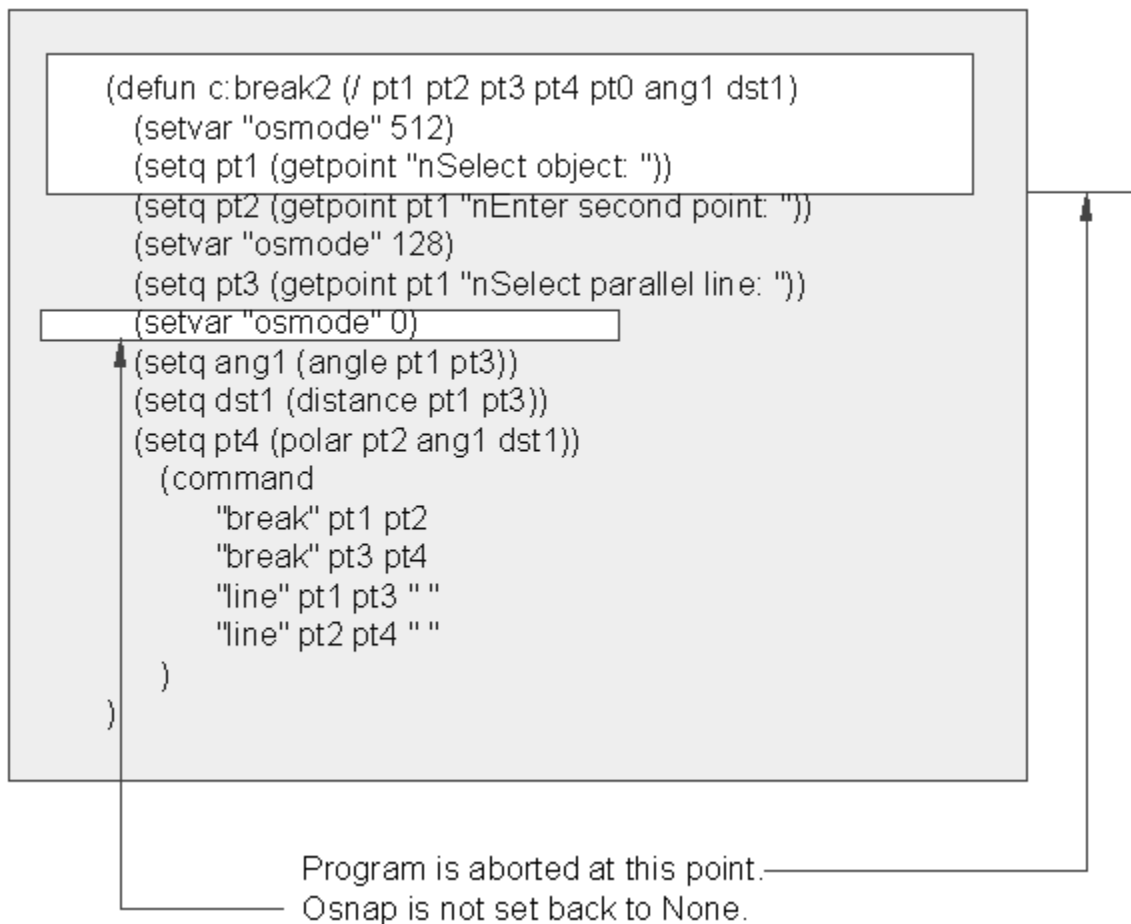 (defun c:break2 (/ pt1 pt2 pt3 pt4 pt0 ang1 dst1)
(setvar "osmode" 512)
(setq pt1 (getpoint "nSelect object: "))
(setq pt2 (getpoint pt1 "nEnter second point: "))
(setvar "osmode" 128)
(setq pt3 (getpoint pt1 "nSelect parallel line: "))
(setvar "osmode" 0)
(setq ang1 (angle pt1 pt3))
(setq dst1 (distance pt1 pt3))
(setq pt4 (polar pt2 ang1 dst1))
(command
"break" pt1 pt2
"break" pt3 pt4
"line" pt1 pt3 " "
"line" pt2 pt4 " "
)
)
Program is aborted at this point.
Osnap is not set back to None.